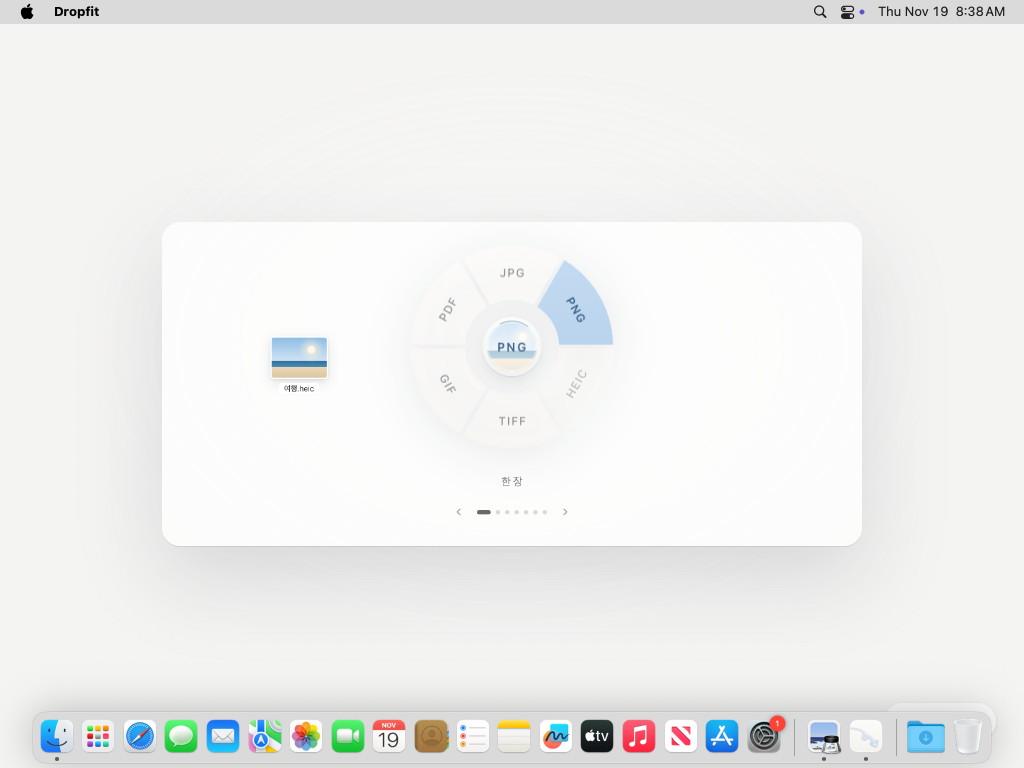 Dropfit
Thu Nov 19 8:38 AM
JPG
PDF
PNG
PNG
GIF
HEIC
TIFF
여행.heic
한 장
NOV
19
tv
1